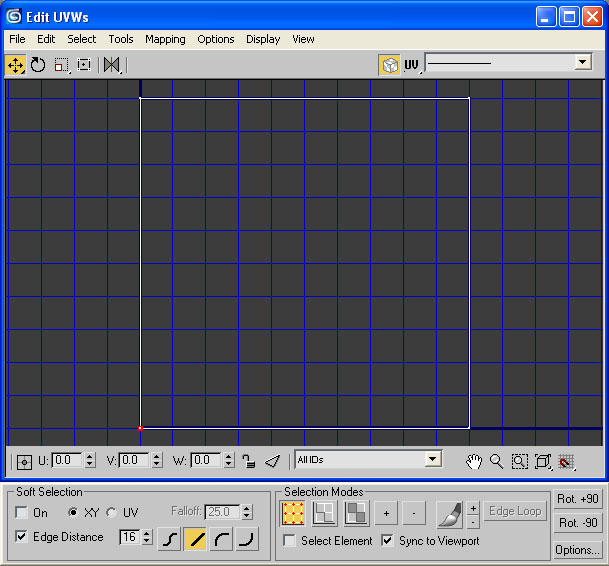 Edit UVWs
File Edit Select Tools Mapping Options Display View
UV
U: 0.0 V: 0.0 W: 0.0 All IDs
Soft Selection
On XY UV Falloff: 25.0
Edge Distance 16
Selection Modes
+ - + - Edge Loop
Select Element Sync to Viewport
Rot. +90
Rot. -90
Options...